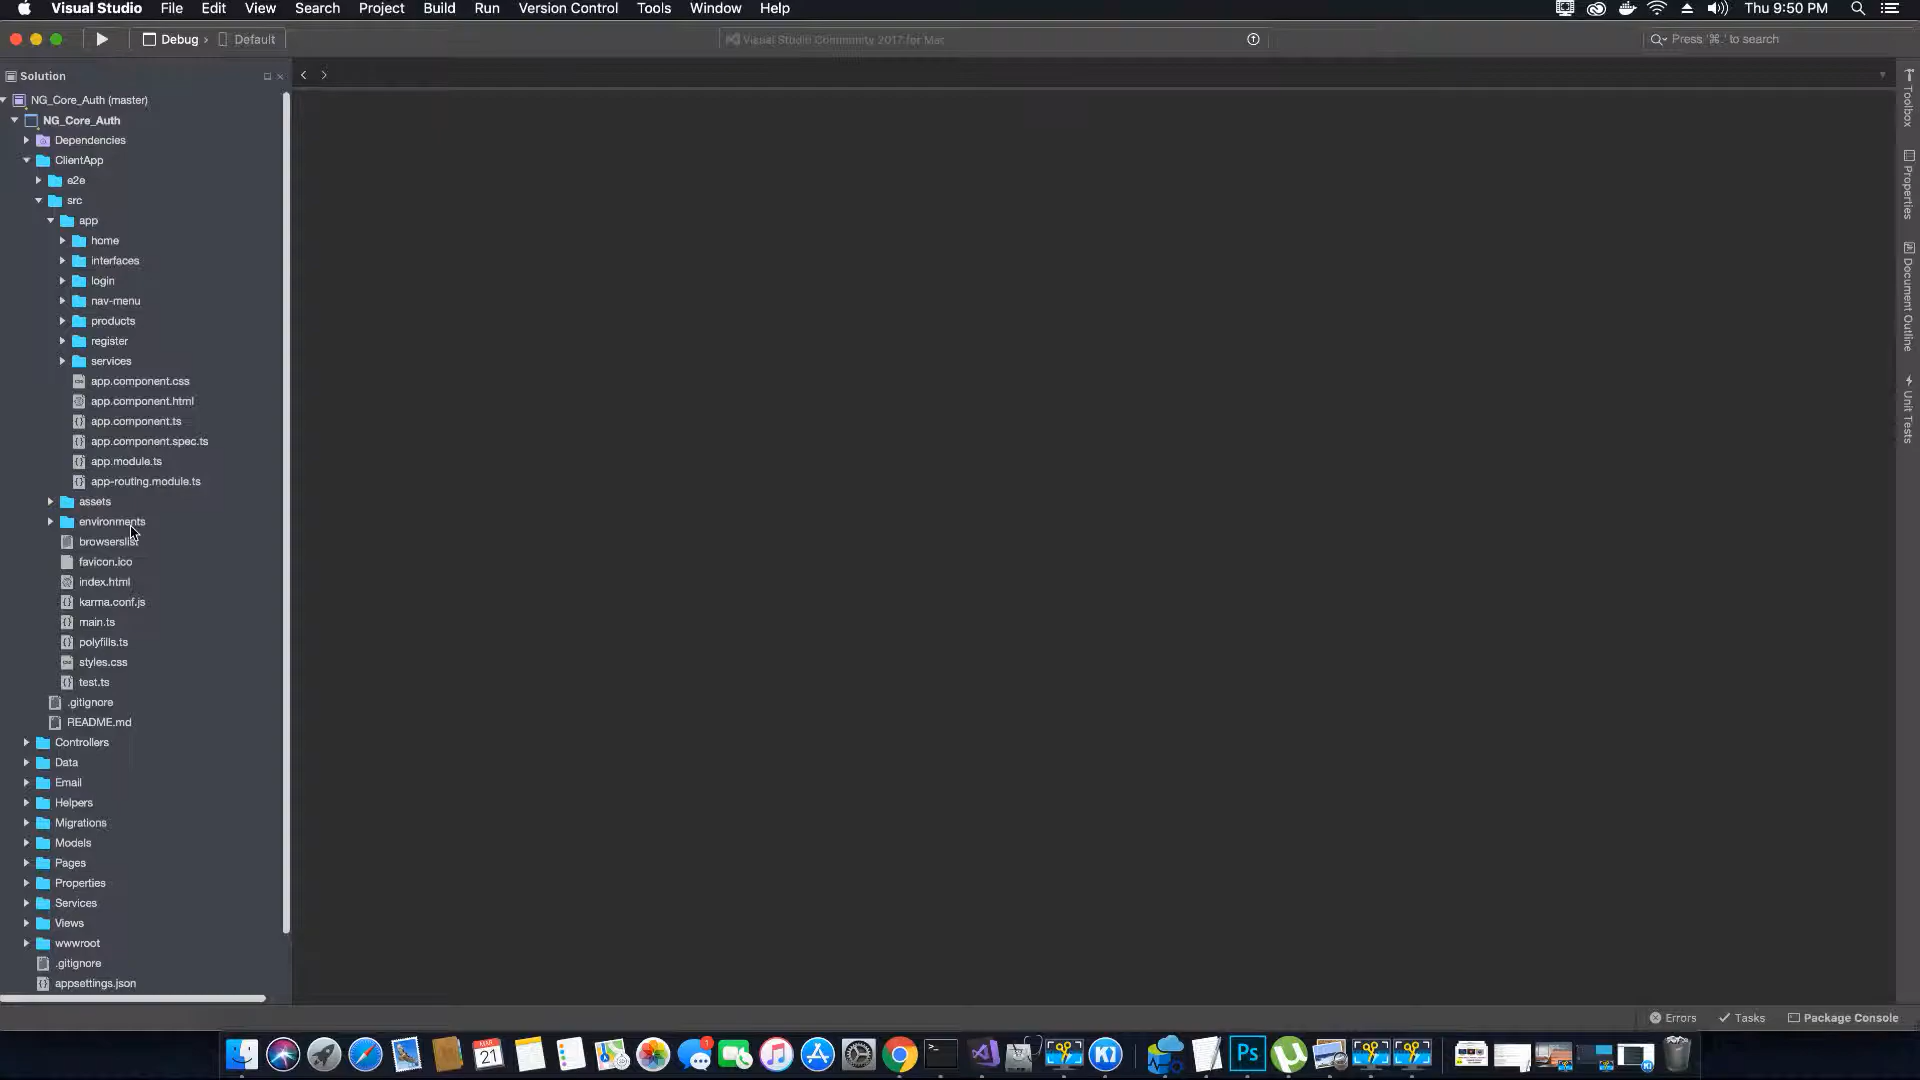 Visual Studio File Edit View Search Project Build Run Version Control Tools Window Help Thu 9:50 PM
Debug Default Visual Studio Community 2017 for Mac Press '⌘.' to search
Solution
NG_Core_Auth (master)
NG_Core_Auth
Dependencies
ClientApp
e2e
src
app
home
interfaces
login
nav-menu
products
register
services
app.component.css
app.component.html
app.component.ts
app.component.spec.ts
app.module.ts
app-routing.module.ts
assets
environments
browserslist
favicon.ico
index.html
karma.conf.js
main.ts
polyfills.ts
styles.css
test.ts
.gitignore
README.md
Controllers
Data
Email
Helpers
Migrations
Models
Pages
Properties
Services
Views
wwwroot
.gitignore
appsettings.json
Toolbox
Properties
Document Outline
Unit Tests
Errors Tasks Package Console
MAR
21
1
K1
Ps